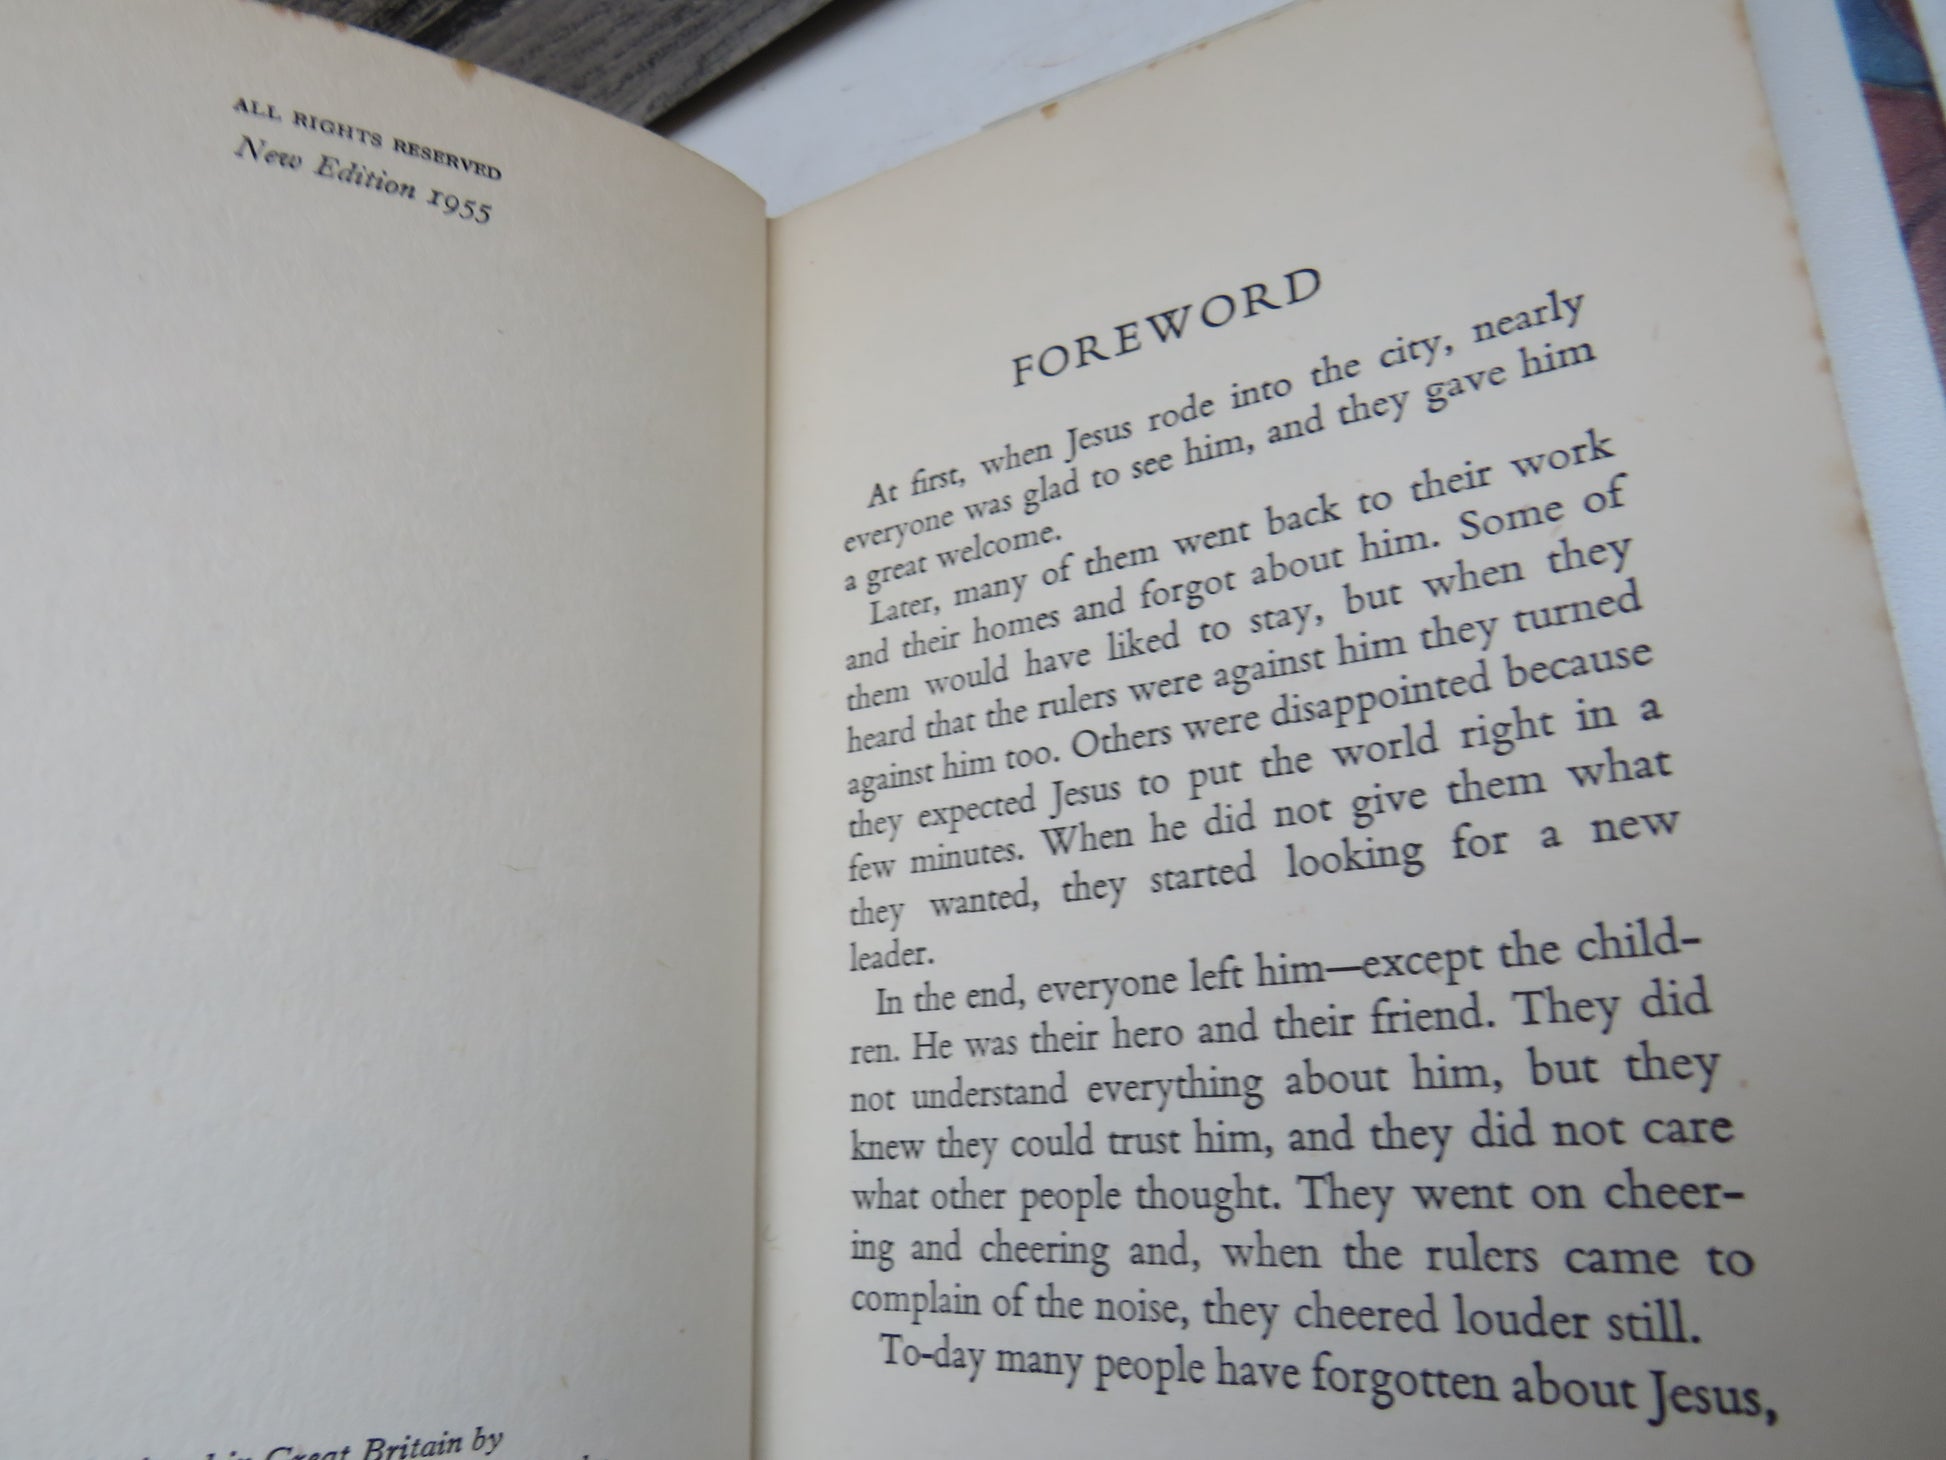 ALL RIGHTS RESERVED
New Edition 1955
in Great Britain by
FOREWORD
At first, when Jesus rode into the city, nearly
everyone was glad to see him, and they gave him
a great welcome.
Later, many of them went back to their work
and their homes and forgot about him. Some of
them would have liked to stay, but when they
heard that the rulers were against him they turned
against him too. Others were disappointed because
they expected Jesus to put the world right in a
few minutes. When he did not give them what
they wanted, they started looking for a new
leader.
In the end, everyone left him—except the child-
ren. He was their hero and their friend. They did
not understand everything about him, but they
knew they could trust him, and they did not care
what other people thought. They went on cheer-
ing and cheering and, when the rulers came to
complain of the noise, they cheered louder still.
To-day many people have forgotten about Jesus,